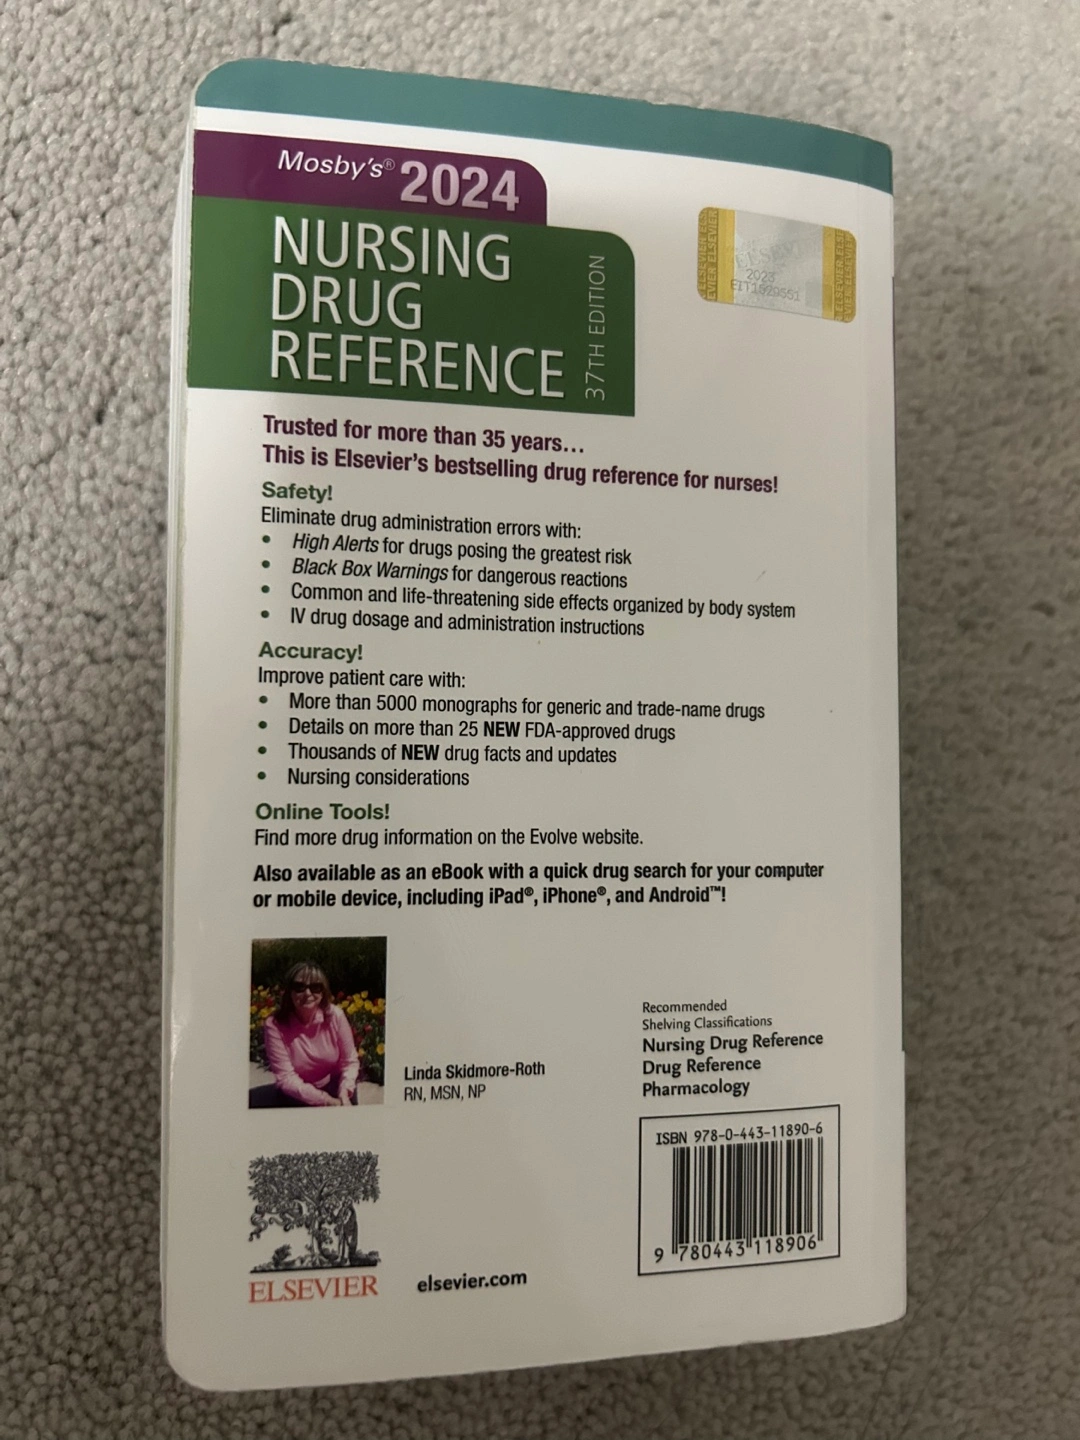 Mosby's® 2024
NURSING
DRUG
REFERENCE
37TH EDITION
ELSEVIER
2023
Trusted for more than 35 years…
This is Elsevier's bestselling drug reference for nurses!
Safety!
Eliminate drug administration errors with:
• High Alerts for drugs posing the greatest risk
• Black Box Warnings for dangerous reactions
• Common and life-threatening side effects organized by body system
• IV drug dosage and administration instructions
Accuracy!
Improve patient care with:
• More than 5000 monographs for generic and trade-name drugs
• Details on more than 25 NEW FDA-approved drugs
• Thousands of NEW drug facts and updates
• Nursing considerations
Online Tools!
Find more drug information on the Evolve website.
Also available as an eBook with a quick drug search for your computer
or mobile device, including iPad®, iPhone®, and Android™!
Linda Skidmore-Roth
RN, MSN, NP
Recommended
Shelving Classifications
Nursing Drug Reference
Drug Reference
Pharmacology
ISBN 978-0-443-11890-6
9 780443 118906
ELSEVIER
elsevier.com